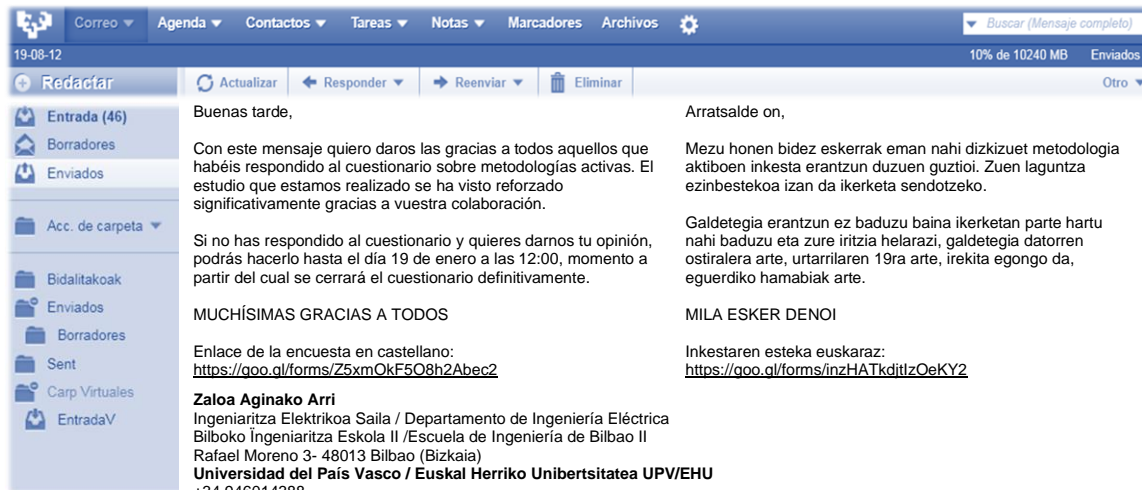 Correo Agenda Contactos Tareas Notas Marcadores Archivos Buscar (Mensaje completo)
19-08-12 10% de 10240 MB Enviados
Redactar Actualizar Responder Reenviar Eliminar Otro
Entrada (46)
Borradores
Enviados
Acc. de carpeta
Bidalitakoak
Enviados
Borradores
Sent
Carp Virtuales
EntradaV
Buenas tarde,
Con este mensaje quiero daros las gracias a todos aquellos que
habéis respondido al cuestionario sobre metodologías activas. El
estudio que estamos realizado se ha visto reforzado
significativamente gracias a vuestra colaboración.
Si no has respondido al cuestionario y quieres darnos tu opinión,
podrás hacerlo hasta el día 19 de enero a las 12:00, momento a
partir del cual se cerrará el cuestionario definitivamente.
MUCHÍSIMAS GRACIAS A TODOS
Enlace de la encuesta en castellano:
https://goo.gl/forms/Z5xmOkF5O8h2Abec2
Arratsalde on,
Mezu honen bidez eskerrak eman nahi dizkizuet metodologia
aktiboen inkesta erantzun duzuen guztioi. Zuen laguntza
ezinbestekoa izan da ikerketa sendotzeko.
Galdetegia erantzun ez baduzu baina ikerketan parte hartu
nahi baduzu eta zure iritzia helarazi, galdetegia datorren
ostiralera arte, urtarrilaren 19ra arte, irekita egongo da,
eguerdiko hamabiak arte.
MILA ESKER DENOI
Inkestaren esteka euskaraz:
https://goo.gl/forms/inzHATkdjtIzOeKY2
Zaloa Aginako Arri
Ingeniaritza Elektrikoa Saila / Departamento de Ingeniería Eléctrica
Bilboko Ïngeniaritza Eskola II /Escuela de Ingeniería de Bilbao II
Rafael Moreno 3- 48013 Bilbao (Bizkaia)
Universidad del País Vasco / Euskal Herriko Unibertsitatea UPV/EHU